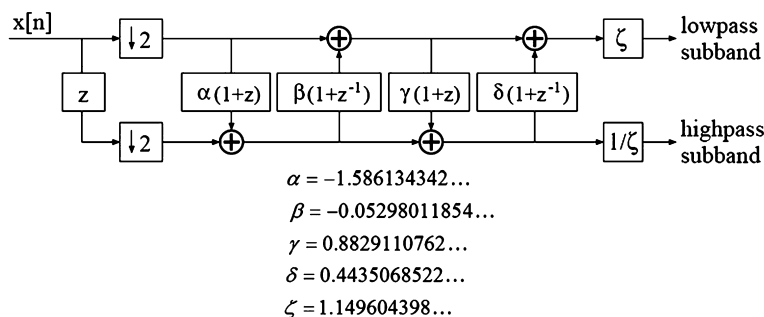 x[n]
↓2
ζ
lowpass
subband
z
α(1+z)
β(1+z⁻¹)
γ(1+z)
δ(1+z⁻¹)
↓2
1/ζ
highpass
subband
α = −1.586134342...
β = −0.05298011854...
γ = 0.8829110762...
δ = 0.4435068522...
ζ = 1.149604398...